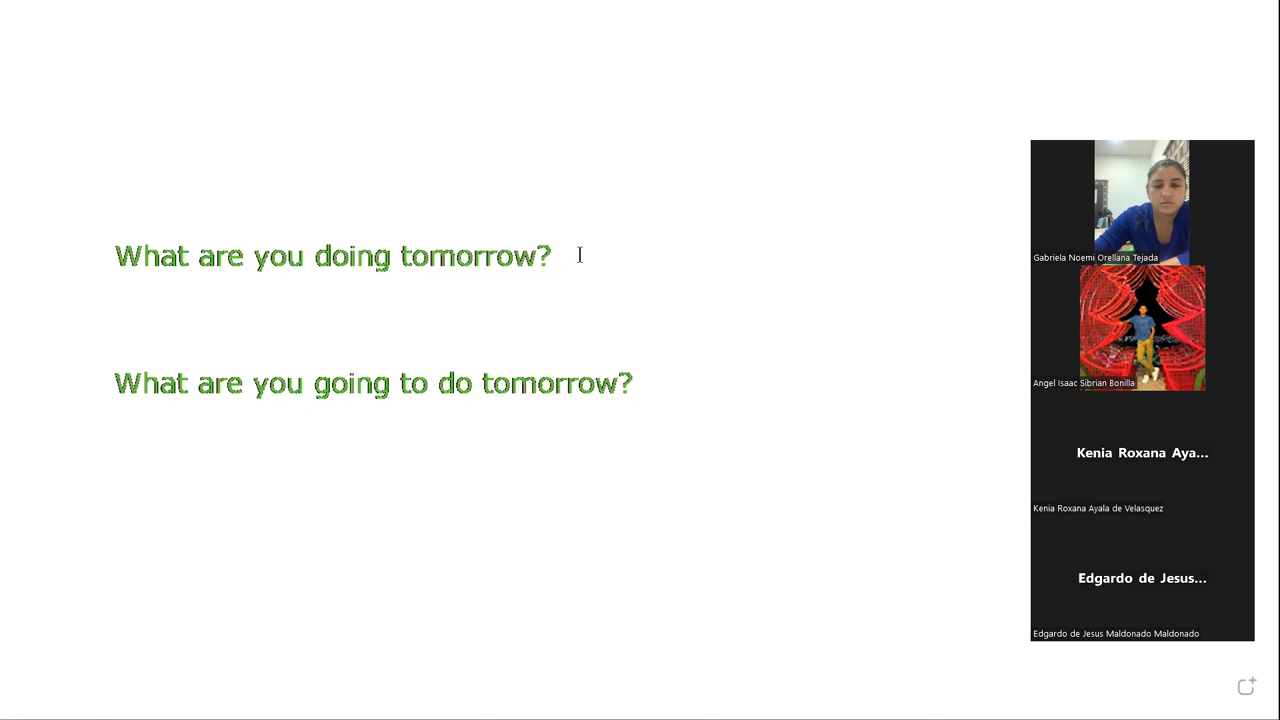 What are you doing tomorrow?
What are you going to do tomorrow?
Gabriela Noemi Orellana Tejada
Angel Isaac Sibrian Bonilla
Kenia Roxana Aya...
Kenia Roxana Ayala de Velasquez
Edgardo de Jesus...
Edgardo de Jesus Maldonado Maldonado